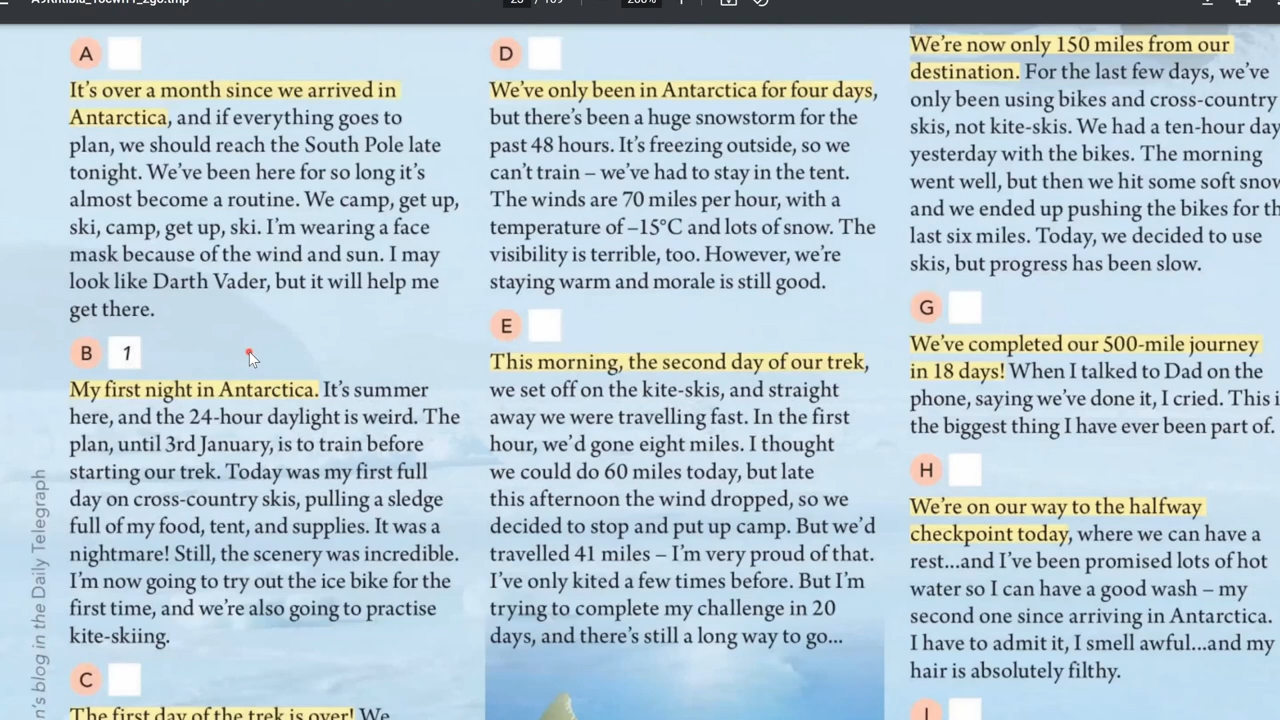 A
It's over a month since we arrived in
Antarctica, and if everything goes to
plan, we should reach the South Pole late
tonight. We've been here for so long it's
almost become a routine. We camp, get up,
ski, camp, get up, ski. I'm wearing a face
mask because of the wind and sun. I may
look like Darth Vader, but it will help me
get there.
B 1
My first night in Antarctica. It's summer
here, and the 24-hour daylight is weird. The
plan, until 3rd January, is to train before
starting our trek. Today was my first full
day on cross-country skis, pulling a sledge
full of my food, tent, and supplies. It was a
nightmare! Still, the scenery was incredible.
I'm now going to try out the ice bike for the
first time, and we're also going to practise
kite-skiing.
C
The first day of the trek is over! We
D
We've only been in Antarctica for four days,
but there's been a huge snowstorm for the
past 48 hours. It's freezing outside, so we
can't train – we've had to stay in the tent.
The winds are 70 miles per hour, with a
temperature of –15°C and lots of snow. The
visibility is terrible, too. However, we're
staying warm and morale is still good.
E
This morning, the second day of our trek,
we set off on the kite-skis, and straight
away we were travelling fast. In the first
hour, we'd gone eight miles. I thought
we could do 60 miles today, but late
this afternoon the wind dropped, so we
decided to stop and put up camp. But we'd
travelled 41 miles – I'm very proud of that.
I've only kited a few times before. But I'm
trying to complete my challenge in 20
days, and there's still a long way to go...
We're now only 150 miles from our
destination. For the last few days, we've
only been using bikes and cross-country
skis, not kite-skis. We had a ten-hour day
yesterday with the bikes. The morning
went well, but then we hit some soft snow
and we ended up pushing the bikes for th
last six miles. Today, we decided to use
skis, but progress has been slow.
G
We've completed our 500-mile journey
in 18 days! When I talked to Dad on the
phone, saying we've done it, I cried. This i
the biggest thing I have ever been part of.
H
We're on our way to the halfway
checkpoint today, where we can have a
rest...and I've been promised lots of hot
water so I can have a good wash – my
second one since arriving in Antarctica.
I have to admit it, I smell awful...and my
hair is absolutely filthy.
I
n's blog in the Daily Telegraph